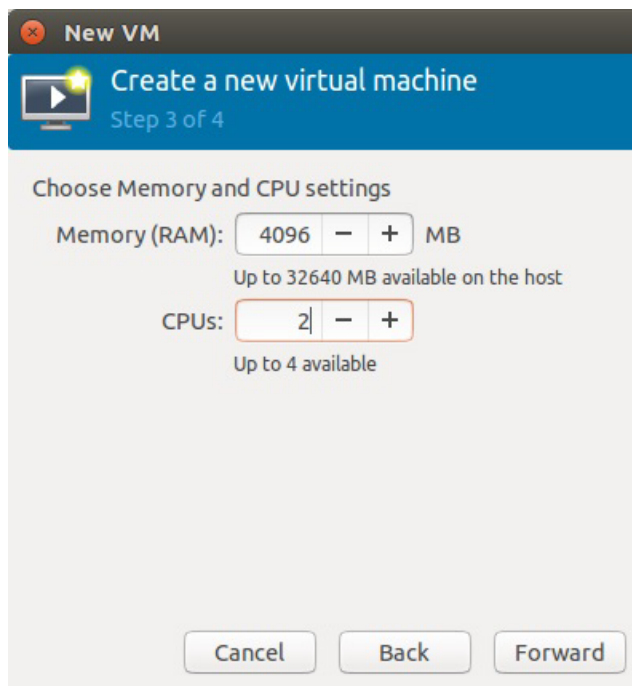 New VM
Create a new virtual machine
Step 3 of 4
Choose Memory and CPU settings
Memory (RAM): 4096 − + MB
Up to 32640 MB available on the host
CPUs: 2 − +
Up to 4 available
Cancel Back Forward